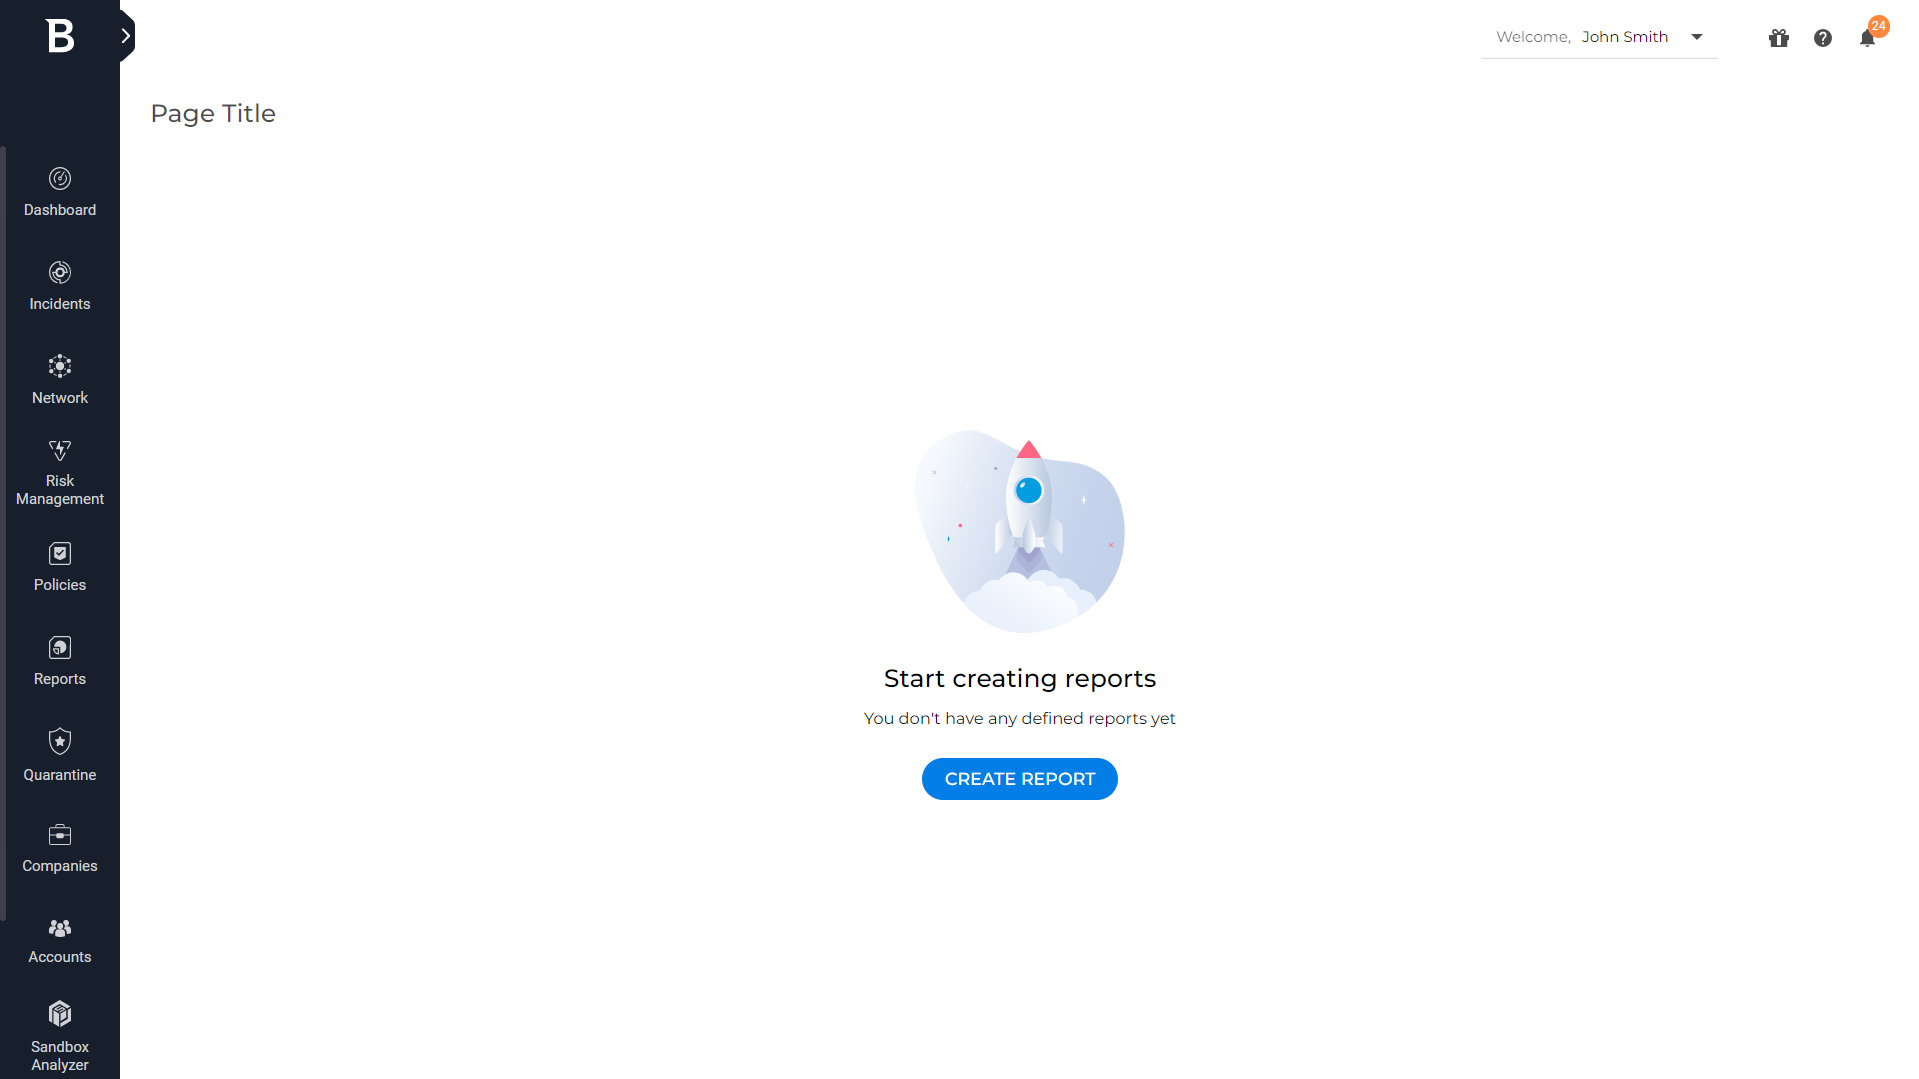 B
Welcome, John Smith
24
Page Title
Dashboard
Incidents
Network
Risk
Management
Policies
Reports
Quarantine
Companies
Accounts
Sandbox
Analyzer
Start creating reports
You don't have any defined reports yet
CREATE REPORT